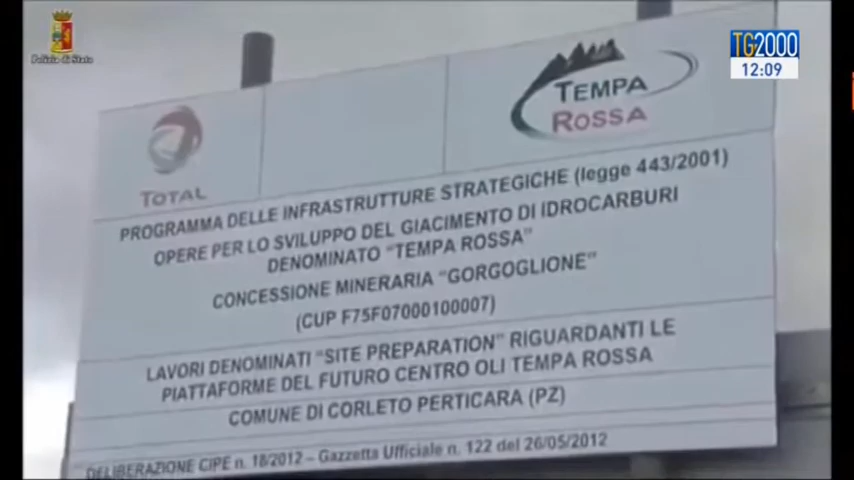 Polizia di Stato
TG2000
12:09
TOTAL
TEMPA
ROSSA
PROGRAMMA DELLE INFRASTRUTTURE STRATEGICHE (legge 443/2001)
OPERE PER LO SVILUPPO DEL GIACIMENTO DI IDROCARBURI
DENOMINATO "TEMPA ROSSA"
CONCESSIONE MINERARIA "GORGOGLIONE"
(CUP F75F07000100007)
LAVORI DENOMINATI "SITE PREPARATION" RIGUARDANTI LE
PIATTAFORME DEL FUTURO CENTRO OLI TEMPA ROSSA
COMUNE DI CORLETO PERTICARA (PZ)
DELIBERAZIONE CIPE n. 18/2012 – Gazzetta Ufficiale n. 122 del 26/05/2012